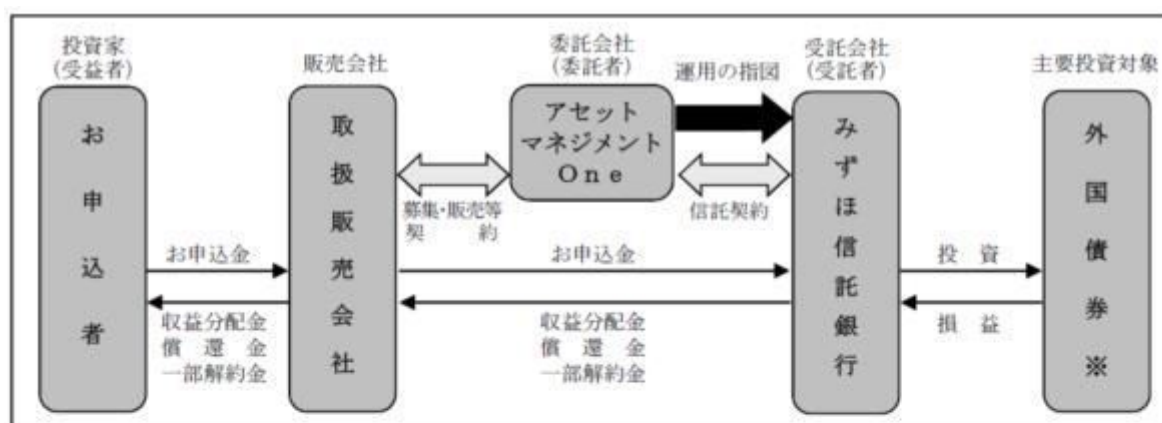 投資家
(受益者)
お申込者
販売会社
取扱販売会社
委託会社
(委託者)
アセット
マネジメント
One
運用の指図
受託会社
(受託者)
みずほ信託銀行
主要投資対象
外国債券※
募集・販売等
契 約
信託契約
お申込金
収益分配金
償 還 金
一部解約金
お申込金
収益分配金
償 還 金
一部解約金
投 資
損 益